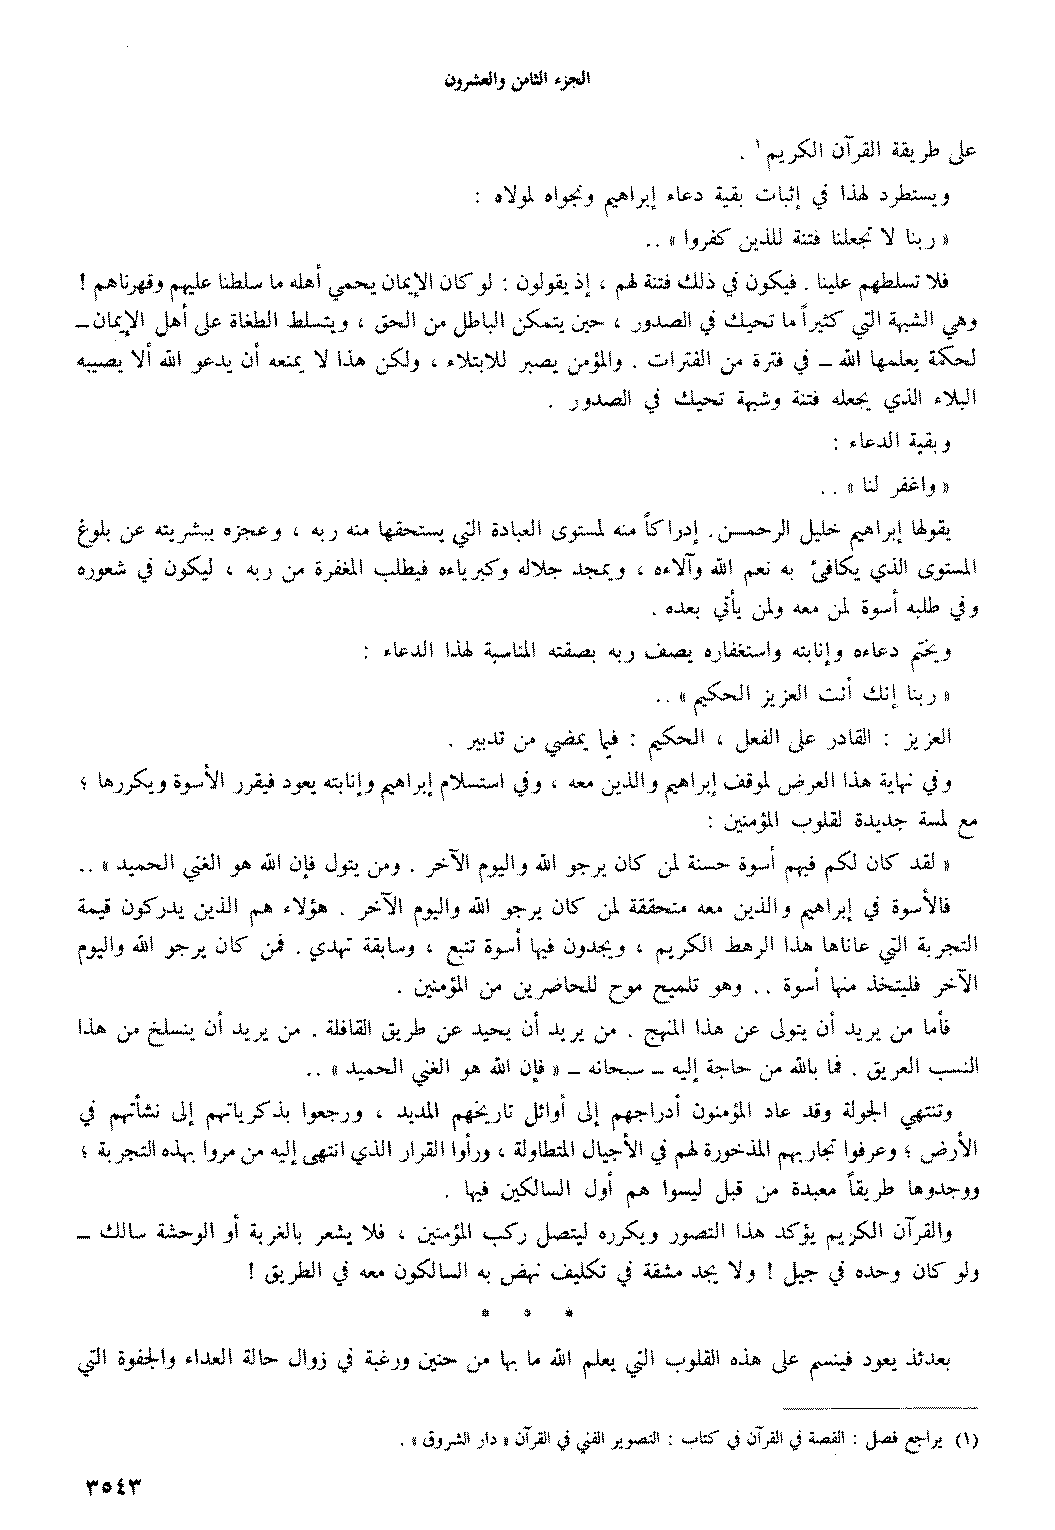 الجزء الثامن والعشرون
على طريقة القرآن الكريم ١ .
ويستطرد لهذا في إثبات بقية دعاء إبراهيم ونجواه لمولاه :
« ربنا لا تجعلنا فتنة للذين كفروا » ..
فلا تسلطهم علينا . فيكون في ذلك فتنة لهم ، إذ يقولون : لو كان الإيمان يحمي أهله ما سلطنا عليهم وقهرناهم !
وهي الشبهة التي كثيراً ما تحيك في الصدور ، حين يتمكن الباطل من الحق ، ويتسلط الطغاة على أهل الإيمان –
لحكمة يعلمها الله – في فترة من الفترات . والمؤمن يصبر للابتلاء ، ولكن هذا لا يمنعه أن يدعو الله ألا يصيبه
البلاء الذي يجعله فتنة وشبهة تحيك في الصدور .
وبقية الدعاء :
« واغفر لنا » ..
يقولها إبراهيم خليل الرحمن . إدراكاً منه لمستوى العبادة التي يستحقها منه ربه ، وعجزه ببشريته عن بلوغ
المستوى الذي يكافئ به نعم الله وآلاءه ، ويمجد جلاله وكبرياءه فيطلب المغفرة من ربه ، ليكون في شعوره
وفي طلبه أسوة لمن معه ولمن يأتي بعده .
ويختم دعاءه وإنابته واستغفاره يصف ربه بصفته المناسبة لهذا الدعاء :
« ربنا إنك أنت العزيز الحكيم » ..
العزيز : القادر على الفعل ، الحكيم : فيما يمضي من تدبير .
وفي نهاية هذا العرض لموقف إبراهيم والذين معه ، وفي استسلام إبراهيم وإنابته يعود فيقرر الأسوة ويكررها ؛
مع لمسة جديدة لقلوب المؤمنين :
« لقد كان لكم فيهم أسوة حسنة لمن كان يرجو الله واليوم الآخر . ومن يتول فإن الله هو الغني الحميد » ..
فالأسوة في إبراهيم والذين معه متحققة لمن كان يرجو الله واليوم الآخر . هؤلاء هم الذين يدركون قيمة
التجربة التي عاناها هذا الرهط الكريم ، ويجدون فيها أسوة تتبع ، وسابقة تهدي . فمن كان يرجو الله واليوم
الآخر فليتخذ منها أسوة .. وهو تلميح موح للحاضرين من المؤمنين .
فأما من يريد أن يتولى عن هذا المنهج . من يريد أن يحيد عن طريق القافلة . من يريد أن ينسلخ من هذا
النسب العريق . فما بالله من حاجة إليه – سبحانه – « فإن الله هو الغني الحميد » ..
وتنتهي الجولة وقد عاد المؤمنون أدراجهم إلى أوائل تاريخهم المديد ، ورجعوا بذكرياتهم إلى نشأتهم في
الأرض ؛ وعرفوا تجاربهم المذخورة لهم في الأجيال المتطاولة ، ورأوا القرار الذي انتهى إليه من مروا بهذه التجربة ؛
ووجدوها طريقاً معبدة من قبل ليسوا هم أول السالكين فيها .
والقرآن الكريم يؤكد هذا التصور ويكرره ليتصل ركب المؤمنين ، فلا يشعر بالغربة أو الوحشة سالك –
ولو كان وحده في جيل ! ولا يجد مشقة في تكليف نهض به السالكون معه في الطريق !
* * *
بعدئذ يعود فينسم على هذه القلوب التي يعلم الله ما بها من حنين ورغبة في زوال حالة العداء والجفوة التي
(١) يراجع فصل : القصة في القرآن في كتاب : التصوير الفني في القرآن « دار الشروق » .
٣٥٤٣